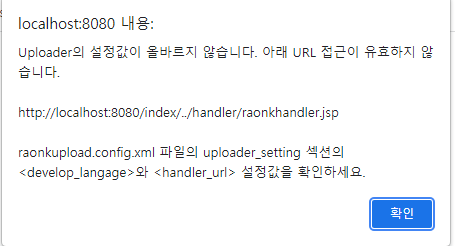 localhost:8080 내용:
Uploader의 설정값이 올바르지 않습니다. 아래 URL 접근이 유효하지 않
습니다.
http://localhost:8080/index/../handler/raonkhandler.jsp
raonkupload.config.xml 파일의 uploader_setting 섹션의
<develop_langage>와 <handler_url> 설정값을 확인하세요.
확인